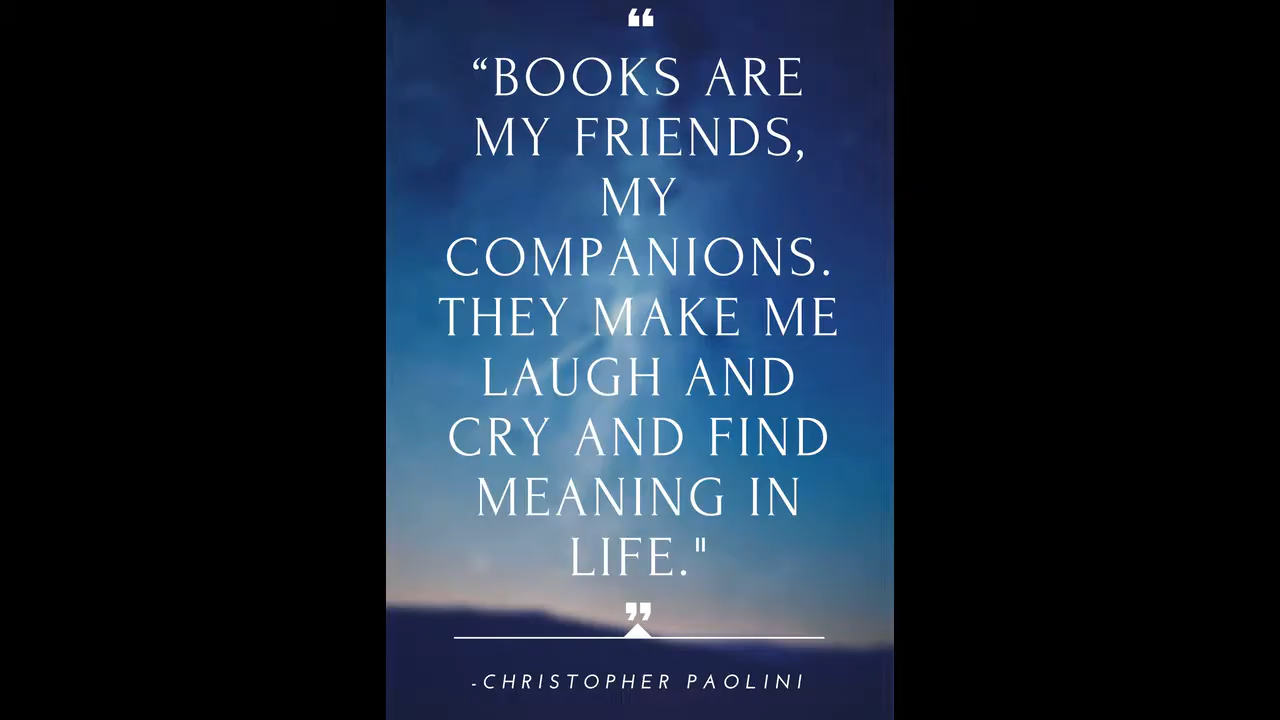 ❝
“BOOKS ARE
MY FRIENDS,
MY
COMPANIONS.
THEY MAKE ME
LAUGH AND
CRY AND FIND
MEANING IN
LIFE."
❞
-CHRISTOPHER PAOLINI